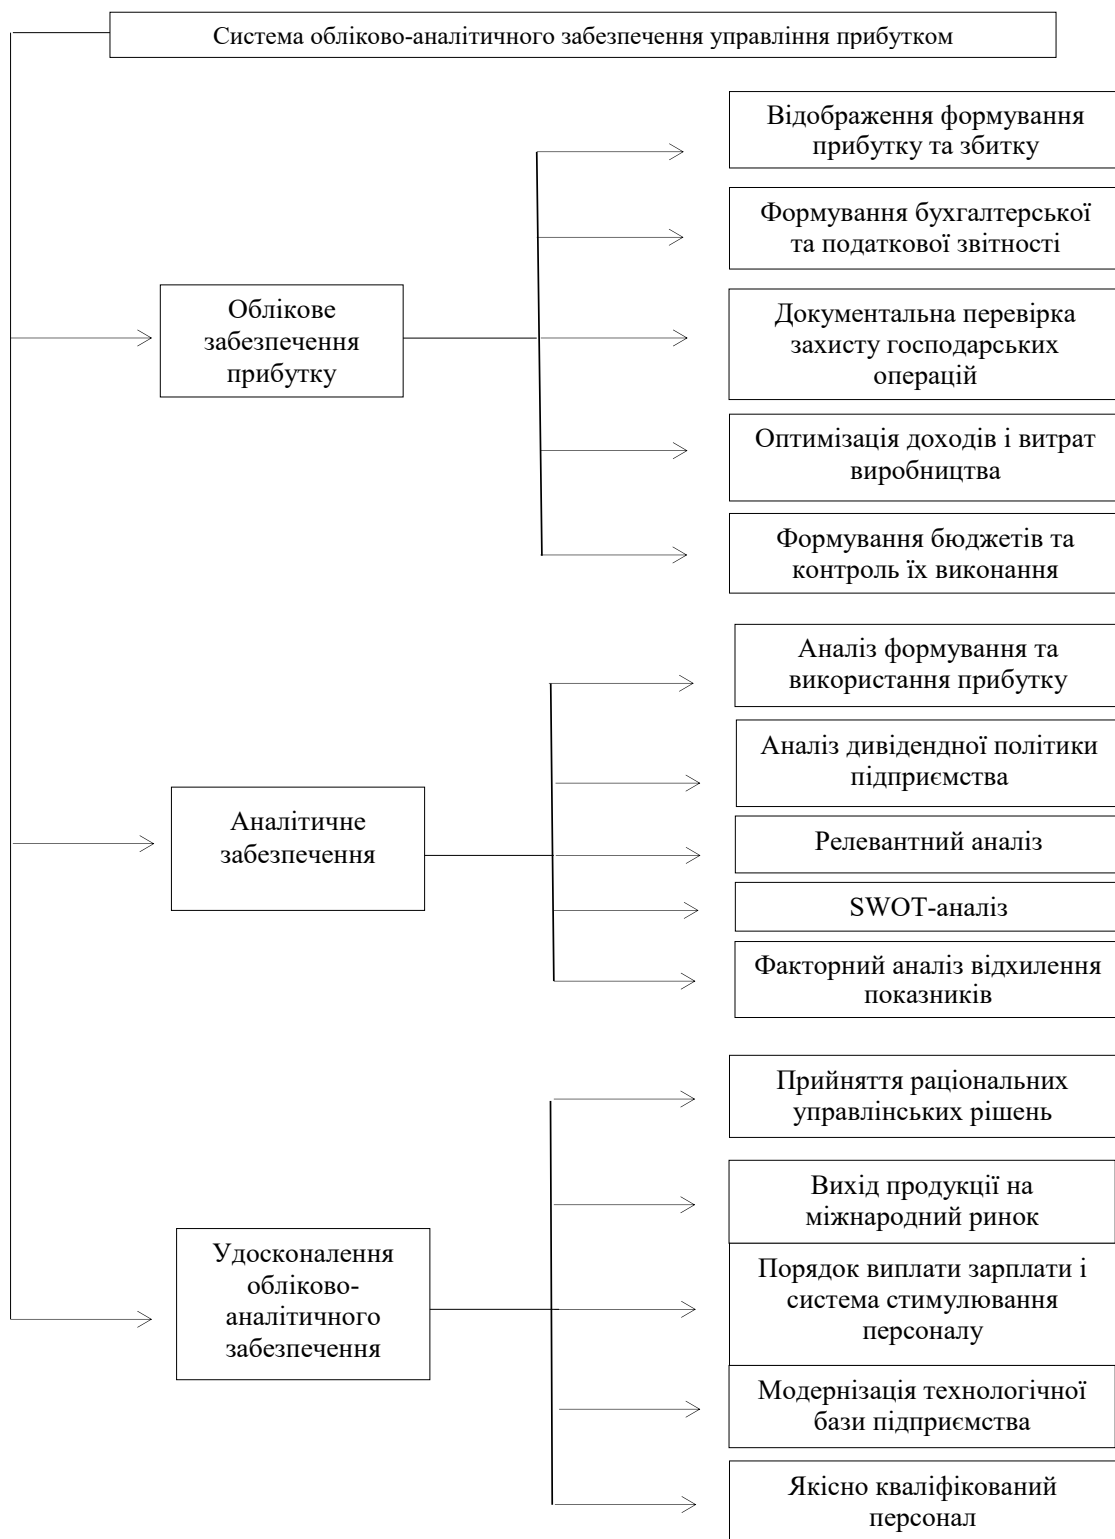 Система обліково-аналітичного забезпечення управління прибутком
Відображення формування
прибутку та збитку
Формування бухгалтерської
та податкової звітності
Облікове
забезпечення
прибутку
Документальна перевірка
захисту господарських
операцій
Оптимізація доходів і витрат
виробництва
Формування бюджетів та
контроль їх виконання
Аналіз формування та
використання прибутку
Аналіз дивідендної політики
підприємства
Аналітичне
забезпечення
Релевантний аналіз
SWOT-аналіз
Факторний аналіз відхилення
показників
Прийняття раціональних
управлінських рішень
Вихід продукції на
міжнародний ринок
Удосконалення
обліково-
аналітичного
забезпечення
Порядок виплати зарплати і
система стимулювання
персоналу
Модернізація технологічної
бази підприємства
Якісно кваліфікований
персонал